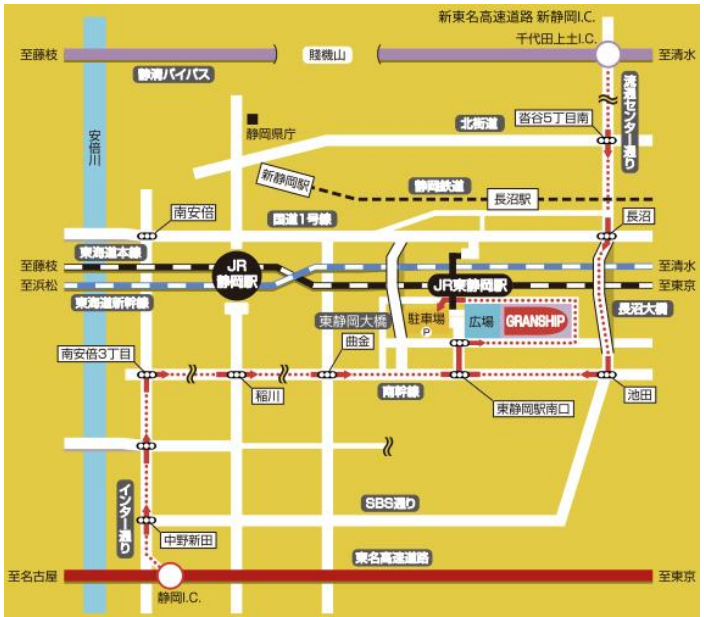 新東名高速道路 新静岡I.C.
千代田上土I.C.
至藤枝
賤機山
至清水
静清バイパス
流通センター通り
安倍川
静岡県庁
北街道
沓谷5丁目南
新静岡駅
静岡鉄道
長沼駅
南安倍
国道1号線
長沼
東海道本線
至藤枝
JR
静岡駅
至清水
至浜松
JR東静岡駅
至東京
東海道新幹線
長沼大橋
東静岡大橋
駐車場
P
広場
GRANSHIP
曲金
南安倍3丁目
稲川
南幹線
東静岡駅南口
池田
インター通り
SBS通り
中野新田
東名高速道路
至名古屋
至東京
静岡I.C.